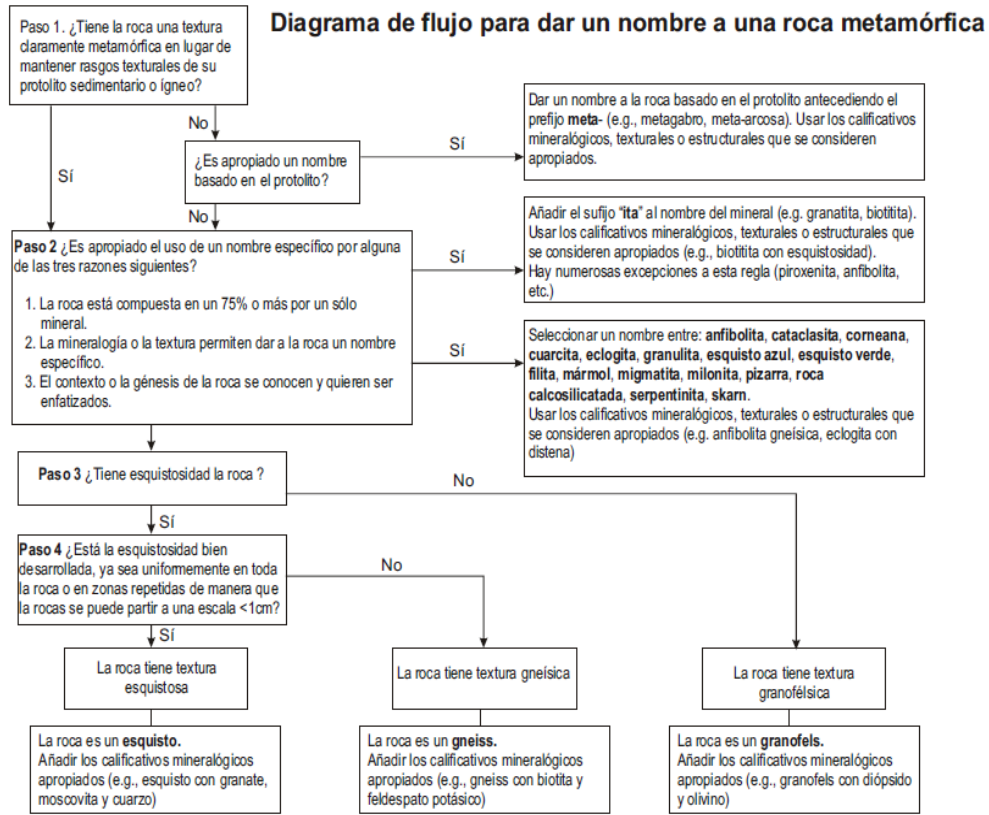 Diagrama de flujo para dar un nombre a una roca metamórfica
Paso 1. ¿Tiene la roca una textura
claramente metamórfica en lugar de
mantener rasgos texturales de su
protolito sedimentario o ígneo?
No
Sí
¿Es apropiado un nombre
basado en el protolito?
Sí
Dar un nombre a la roca basado en el protolito antecediendo el
prefijo meta- (e.g., metagabro, meta-arcosa). Usar los calificativos
mineralógicos, texturales o estructurales que se consideren
apropiados.
No
Paso 2 ¿Es apropiado el uso de un nombre específico por alguna
de las tres razones siguientes?
1. La roca está compuesta en un 75% o más por un sólo
mineral.
2. La mineralogía o la textura permiten dar a la roca un nombre
específico.
3. El contexto o la génesis de la roca se conocen y quieren ser
enfatizados.
Sí
Añadir el sufijo “ita” al nombre del mineral (e.g. granatita, biotitita).
Usar los calificativos mineralógicos, texturales o estructurales que
se consideren apropiados (e.g., biotitita con esquistosidad).
Hay numerosas excepciones a esta regla (piroxenita, anfibolita,
etc.)
Sí
Seleccionar un nombre entre: anfibolita, cataclasita, corneana,
cuarcita, eclogita, granulita, esquisto azul, esquisto verde,
filita, mármol, migmatita, milonita, pizarra, roca
calcosilicatada, serpentinita, skarn.
Usar los calificativos mineralógicos, texturales o estructurales que
se consideren apropiados (e.g. anfibolita gneísica, eclogita con
distena)
Paso 3 ¿Tiene esquistosidad la roca ?
No
Sí
Paso 4 ¿Está la esquistosidad bien
desarrollada, ya sea uniformemente en toda
la roca o en zonas repetidas de manera que
la rocas se puede partir a una escala <1cm?
No
Sí
La roca tiene textura
esquistosa
La roca tiene textura gneísica
La roca tiene textura
granofélsica
La roca es un esquisto.
Añadir los calificativos mineralógicos
apropiados (e.g., esquisto con granate,
moscovita y cuarzo)
La roca es un gneiss.
Añadir los calificativos mineralógicos
apropiados (e.g., gneiss con biotita y
feldespato potásico)
La roca es un granofels.
Añadir los calificativos mineralógicos
apropiados (e.g., granofels con diópsido
y olivino)